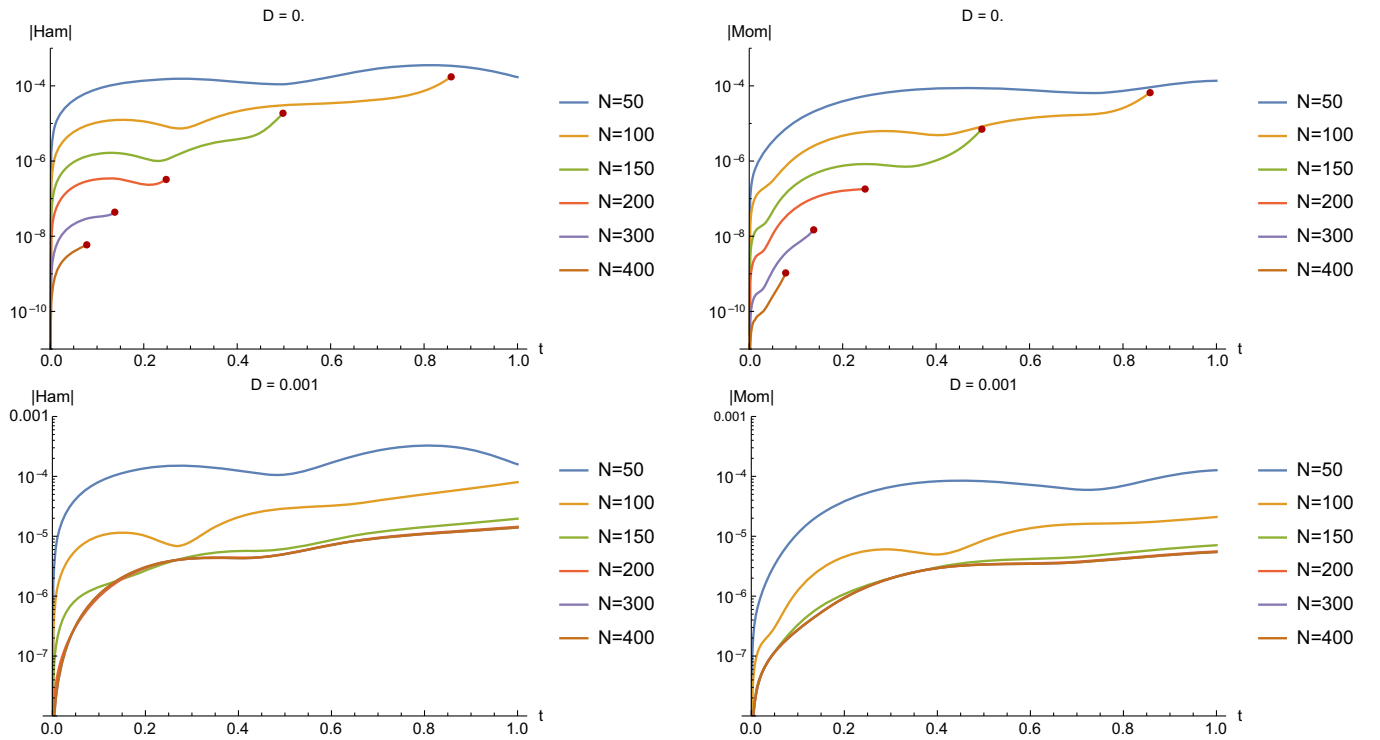 D = 0.
|Ham|
10⁻⁴
10⁻⁶
10⁻⁸
10⁻¹⁰
0.0 0.2 0.4 0.6 0.8 1.0 t
N=50
N=100
N=150
N=200
N=300
N=400
D = 0.
|Mom|
10⁻⁴
10⁻⁶
10⁻⁸
10⁻¹⁰
0.0 0.2 0.4 0.6 0.8 1.0 t
N=50
N=100
N=150
N=200
N=300
N=400
D = 0.001
|Ham|
0.001
10⁻⁴
10⁻⁵
10⁻⁶
10⁻⁷
0.0 0.2 0.4 0.6 0.8 1.0 t
N=50
N=100
N=150
N=200
N=300
N=400
D = 0.001
|Mom|
0.001
10⁻⁴
10⁻⁵
10⁻⁶
10⁻⁷
0.0 0.2 0.4 0.6 0.8 1.0 t
N=50
N=100
N=150
N=200
N=300
N=400